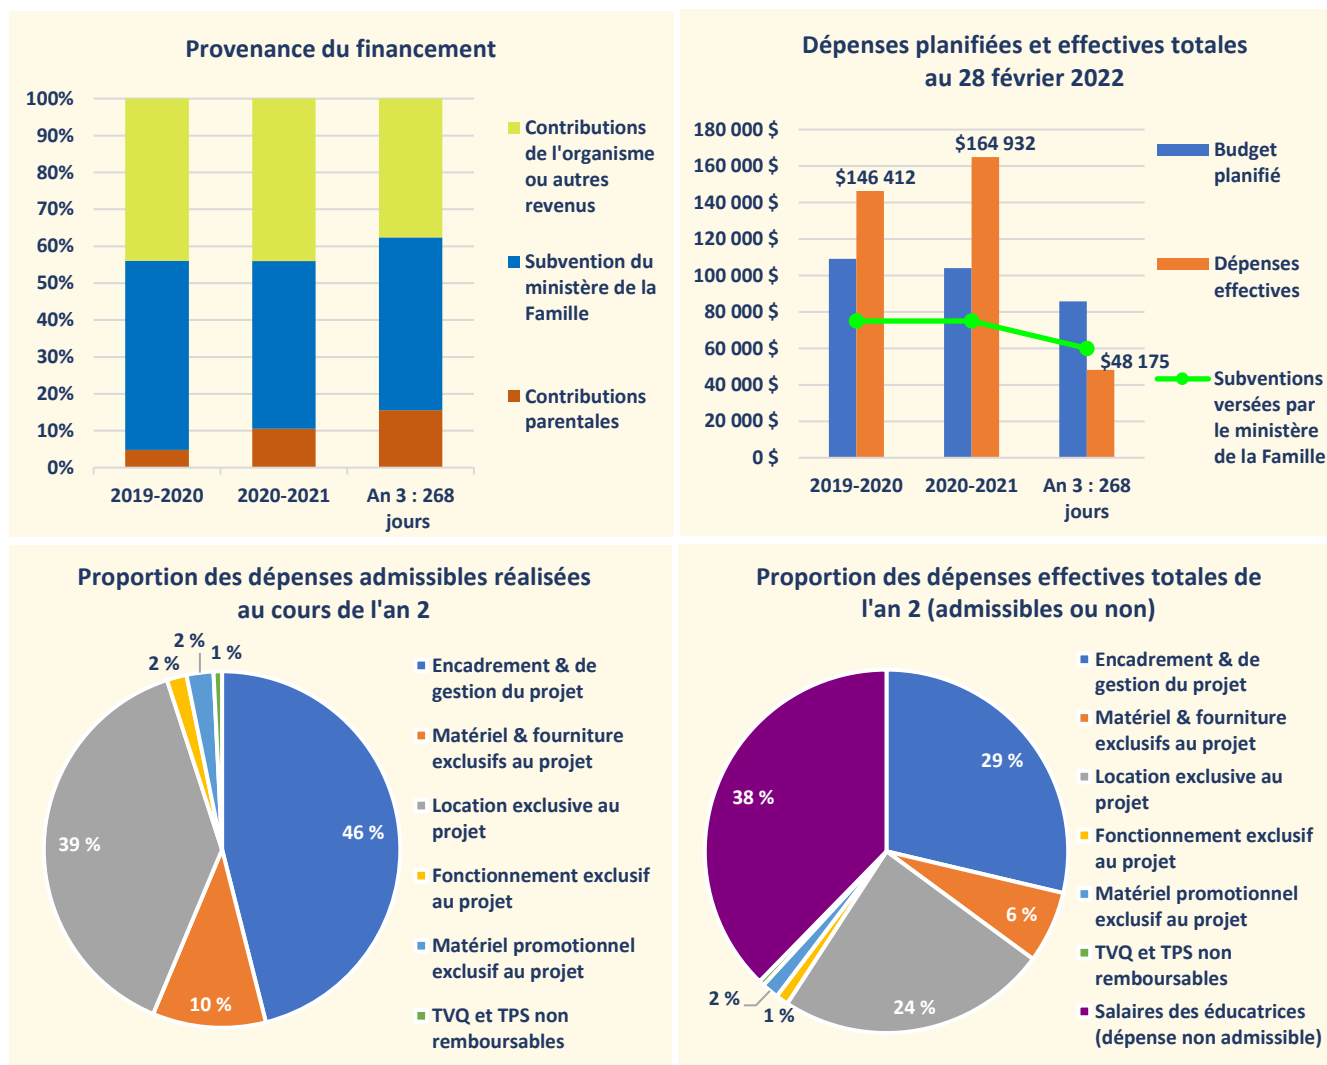 Provenance du financement
100%
90%
80%
70%
60%
50%
40%
30%
20%
10%
0%
2019-2020
2020-2021
An 3 : 268
jours
Contributions
de l'organisme
ou autres
revenus
Subvention du
ministère de la
Famille
Contributions
parentales
Dépenses planifiées et effectives totales
au 28 février 2022
180 000 $
160 000 $
140 000 $
120 000 $
100 000 $
80 000 $
60 000 $
40 000 $
20 000 $
0 $
$146 412
$164 932
$48 175
2019-2020
2020-2021
An 3 : 268
jours
Budget
planifié
Dépenses
effectives
Subventions
versées par
le ministère
de la Famille
Proportion des dépenses admissibles réalisées
au cours de l'an 2
2 %
2 %
1 %
46 %
39 %
10 %
Encadrement & de
gestion du projet
Matériel & fourniture
exclusifs au projet
Location exclusive au
projet
Fonctionnement exclusif
au projet
Matériel promotionnel
exclusif au projet
TVQ et TPS non
remboursables
Proportion des dépenses effectives totales de
l'an 2 (admissibles ou non)
29 %
38 %
6 %
24 %
2 %
1 %
Encadrement & de
gestion du projet
Matériel & fourniture
exclusifs au projet
Location exclusive au
projet
Fonctionnement exclusif
au projet
Matériel promotionnel
exclusif au projet
TVQ et TPS non
remboursables
Salaires des éducatrices
(dépense non admissible)